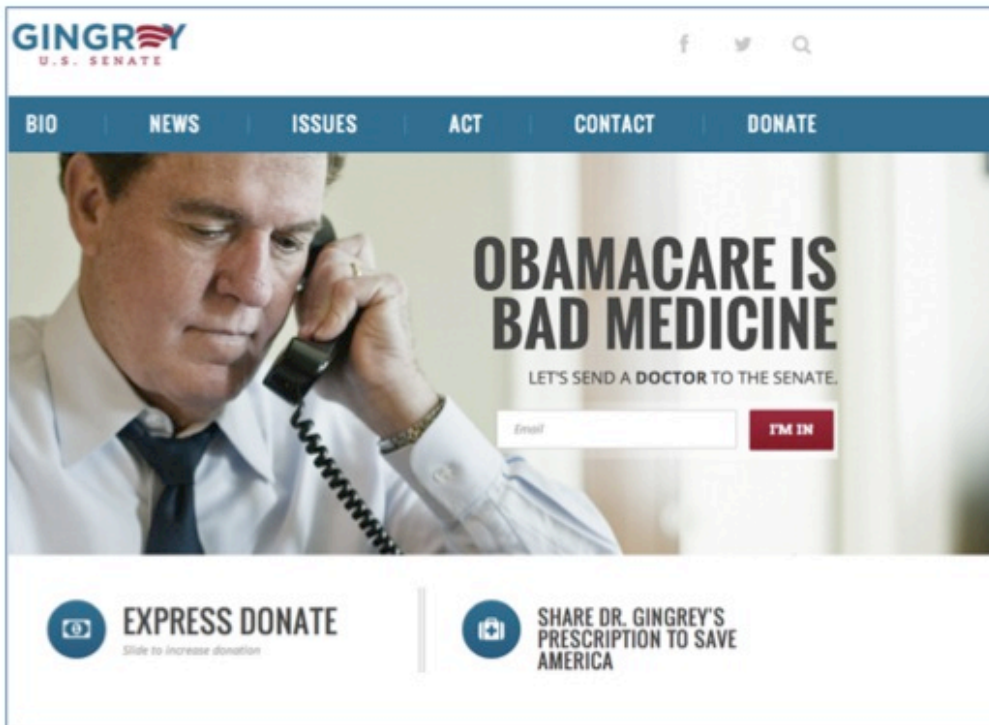 GINGREY
U.S. SENATE
BIO NEWS ISSUES ACT CONTACT DONATE
OBAMACARE IS
BAD MEDICINE
LET'S SEND A DOCTOR TO THE SENATE.
Email I'M IN
EXPRESS DONATE
Slide to increase donation
SHARE DR. GINGREY'S
PRESCRIPTION TO SAVE
AMERICA